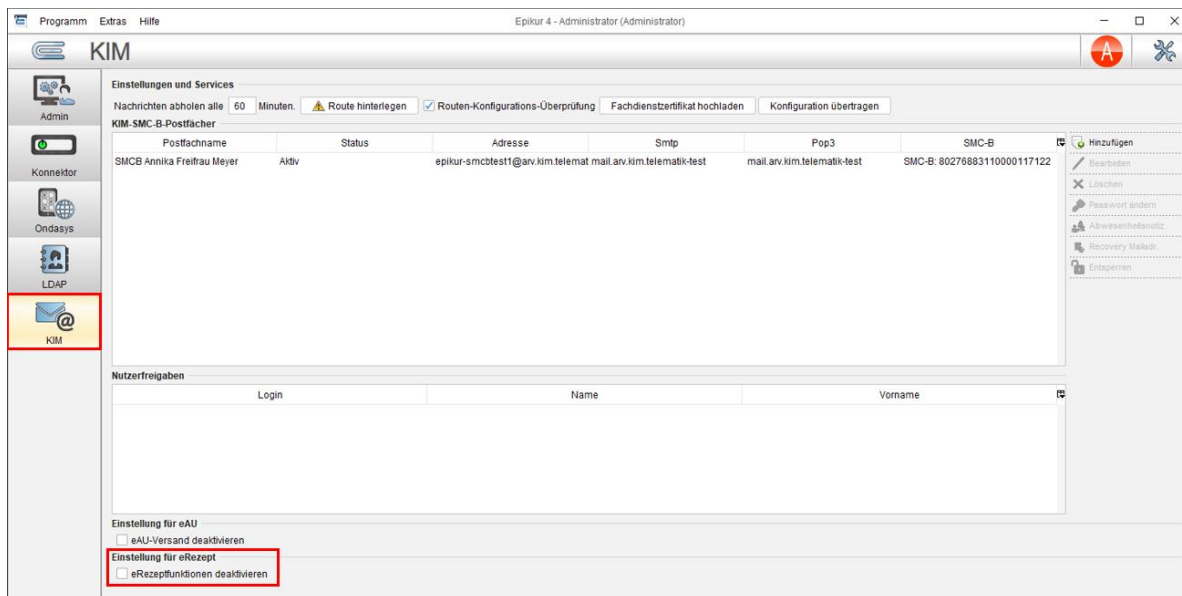 Programm Extras Hilfe Epikur 4 - Administrator (Administrator)
KIM
A
Admin
Konnektor
Ondasys
LDAP
KIM
Einstellungen und Services
Nachrichten abholen alle 60 Minuten. Route hinterlegen Routen-Konfigurations-Überprüfung Fachdienstzertifikat hochladen Konfiguration übertragen
KIM-SMC-B-Postfächer
Postfachname Status Adresse Smtp Pop3 SMC-B
SMCB Annika Freifrau Meyer Aktiv epikur-smcbtest1@arv.kim.telemat mail.arv.kim.telematik-test mail.arv.kim.telematik-test SMC-B: 80276883110000117122
Hinzufügen
Bearbeiten
Löschen
Passwort ändern
Abwesenheitsnotiz
Recovery Mailadr.
Entsperren
Nutzerfreigaben
Login Name Vorname
Einstellung für eAU
eAU-Versand deaktivieren
Einstellung für eRezept
eRezeptfunktionen deaktivieren